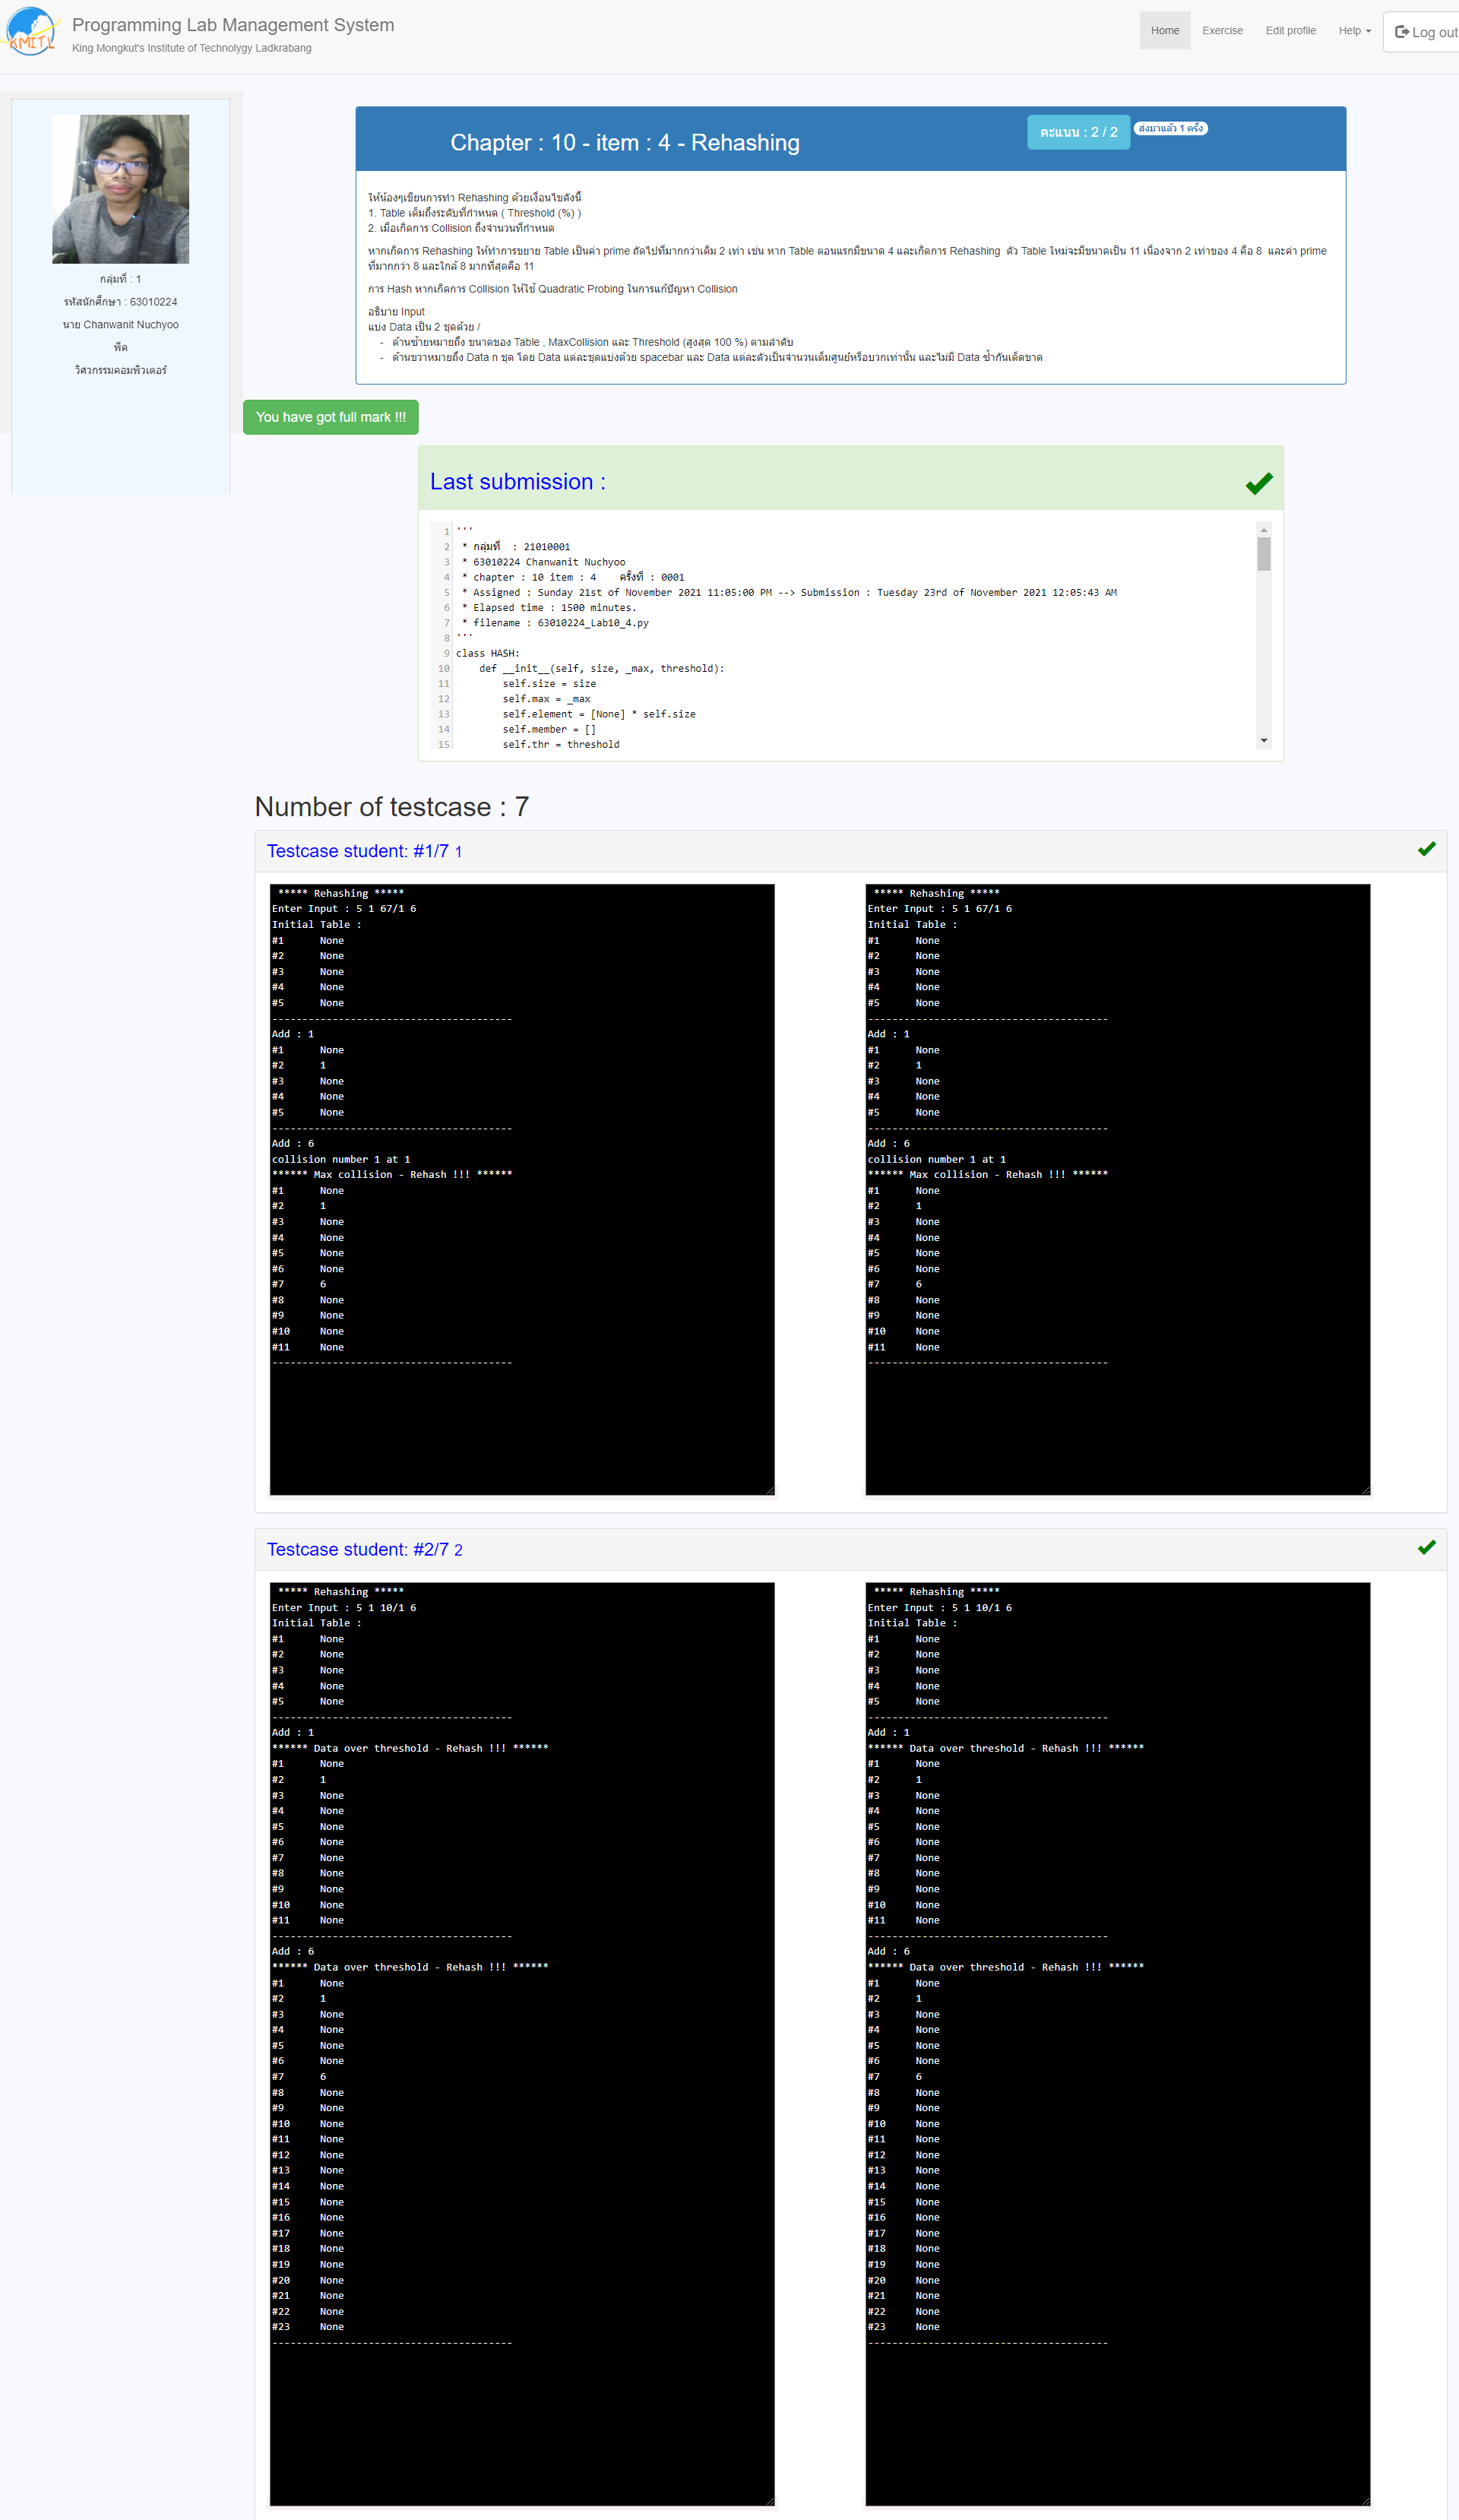 KMITL
Programming Lab Management System
King Mongkut's Institute of Technolygy Ladkrabang
Home
Exercise
Edit profile
Help
Log out
กลุ่มที่ : 1
รหัสนักศึกษา : 63010224
นาย Chanwanit Nuchyoo
พีค
วิศวกรรมคอมพิวเตอร์
Chapter : 10 - item : 4 - Rehashing
คะแนน : 2 / 2
ส่งมาแล้ว 1 ครั้ง
ให้น้องๆเขียนการทำ Rehashing ด้วยเงื่อนไขดังนี้
1. Table เต็มถึงระดับที่กำหนด ( Threshold (%) )
2. เมื่อเกิดการ Collision ถึงจำนวนที่กำหนด
หากเกิดการ Rehashing ให้ทำการขยาย Table เป็นค่า prime ถัดไปที่มากกว่าเดิม 2 เท่า เช่น หาก Table ตอนแรกมีขนาด 4 และเกิดการ Rehashing ตัว Table ใหม่จะมีขนาดเป็น 11 เนื่องจาก 2 เท่าของ 4 คือ 8 และค่า prime
ที่มากกว่า 8 และใกล้ 8 มากที่สุดคือ 11
การ Hash หากเกิดการ Collision ให้ใช้ Quadratic Probing ในการแก้ปัญหา Collision
อธิบาย Input
แบ่ง Data เป็น 2 ชุดด้วย /
- ด้านซ้ายหมายถึง ขนาดของ Table , MaxCollision และ Threshold (สูงสุด 100 %) ตามลำดับ
- ด้านขวาหมายถึง Data n ชุด โดย Data แต่ละชุดแบ่งด้วย spacebar และ Data แต่ละตัวเป็นจำนวนเต็มศูนย์หรือบวกเท่านั้น และไม่มี Data ซ้ำกันเด็ดขาด
You have got full mark !!!
Last submission :
1 '''
2 * กลุ่มที่ : 21010001
3 * 63010224 Chanwanit Nuchyoo
4 * chapter : 10 item : 4 ครั้งที่ : 0001
5 * Assigned : Sunday 21st of November 2021 11:05:00 PM --> Submission : Tuesday 23rd of November 2021 12:05:43 AM
6 * Elapsed time : 1500 minutes.
7 * filename : 63010224_Lab10_4.py
8 '''
9 class HASH:
10 def __init__(self, size, _max, threshold):
11 self.size = size
12 self.max = _max
13 self.element = [None] * self.size
14 self.member = []
15 self.thr = threshold
Number of testcase : 7
Testcase student: #1/7 1
***** Rehashing *****
Enter Input : 5 1 67/1 6
Initial Table :
#1 None
#2 None
#3 None
#4 None
#5 None
----------------------------------------
Add : 1
#1 None
#2 1
#3 None
#4 None
#5 None
----------------------------------------
Add : 6
collision number 1 at 1
****** Max collision - Rehash !!! ******
#1 None
#2 1
#3 None
#4 None
#5 None
#6 None
#7 6
#8 None
#9 None
#10 None
#11 None
----------------------------------------
***** Rehashing *****
Enter Input : 5 1 67/1 6
Initial Table :
#1 None
#2 None
#3 None
#4 None
#5 None
----------------------------------------
Add : 1
#1 None
#2 1
#3 None
#4 None
#5 None
----------------------------------------
Add : 6
collision number 1 at 1
****** Max collision - Rehash !!! ******
#1 None
#2 1
#3 None
#4 None
#5 None
#6 None
#7 6
#8 None
#9 None
#10 None
#11 None
----------------------------------------
Testcase student: #2/7 2
***** Rehashing *****
Enter Input : 5 1 10/1 6
Initial Table :
#1 None
#2 None
#3 None
#4 None
#5 None
----------------------------------------
Add : 1
****** Data over threshold - Rehash !!! ******
#1 None
#2 1
#3 None
#4 None
#5 None
#6 None
#7 None
#8 None
#9 None
#10 None
#11 None
----------------------------------------
Add : 6
****** Data over threshold - Rehash !!! ******
#1 None
#2 1
#3 None
#4 None
#5 None
#6 None
#7 6
#8 None
#9 None
#10 None
#11 None
#12 None
#13 None
#14 None
#15 None
#16 None
#17 None
#18 None
#19 None
#20 None
#21 None
#22 None
#23 None
----------------------------------------
***** Rehashing *****
Enter Input : 5 1 10/1 6
Initial Table :
#1 None
#2 None
#3 None
#4 None
#5 None
----------------------------------------
Add : 1
****** Data over threshold - Rehash !!! ******
#1 None
#2 1
#3 None
#4 None
#5 None
#6 None
#7 None
#8 None
#9 None
#10 None
#11 None
----------------------------------------
Add : 6
****** Data over threshold - Rehash !!! ******
#1 None
#2 1
#3 None
#4 None
#5 None
#6 None
#7 6
#8 None
#9 None
#10 None
#11 None
#12 None
#13 None
#14 None
#15 None
#16 None
#17 None
#18 None
#19 None
#20 None
#21 None
#22 None
#23 None
----------------------------------------